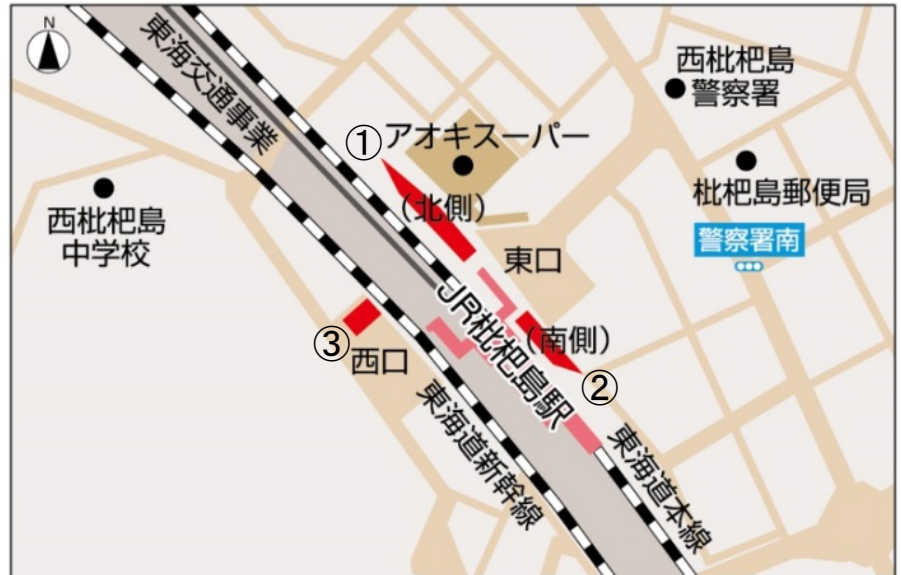 N
東海交通事業
西枇杷島
警察署
①
アオキスーパー
枇杷島郵便局
(北側)
西枇杷島
中学校
警察署南
東口
JR枇杷島駅
(南側)
③
西口
②
東海道新幹線
東海道本線